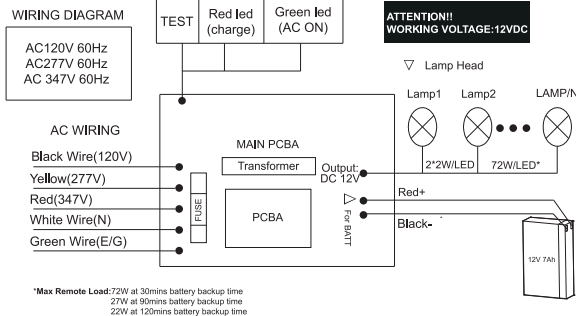 WIRING DIAGRAM
AC120V 60Hz
AC277V 60Hz
AC 347V 60Hz
TEST
Red led
(charge)
Green led
(AC ON)
ATTENTION!!
WORKING VOLTAGE:12VDC
▽ Lamp Head
Lamp1
Lamp2
LAMP/N
2*2W/LED
72W/LED*
AC WIRING
Black Wire(120V)
Yellow(277V)
Red(347V)
White Wire(N)
Green Wire(E/G)
FUSE
MAIN PCBA
Transformer
PCBA
Output:
DC 12V
▷ For BATT
Red+
Black-
12V 7Ah
*Max Remote Load:72W at 30mins battery backup time
27W at 90mins battery backup time
22W at 120mins battery backup time